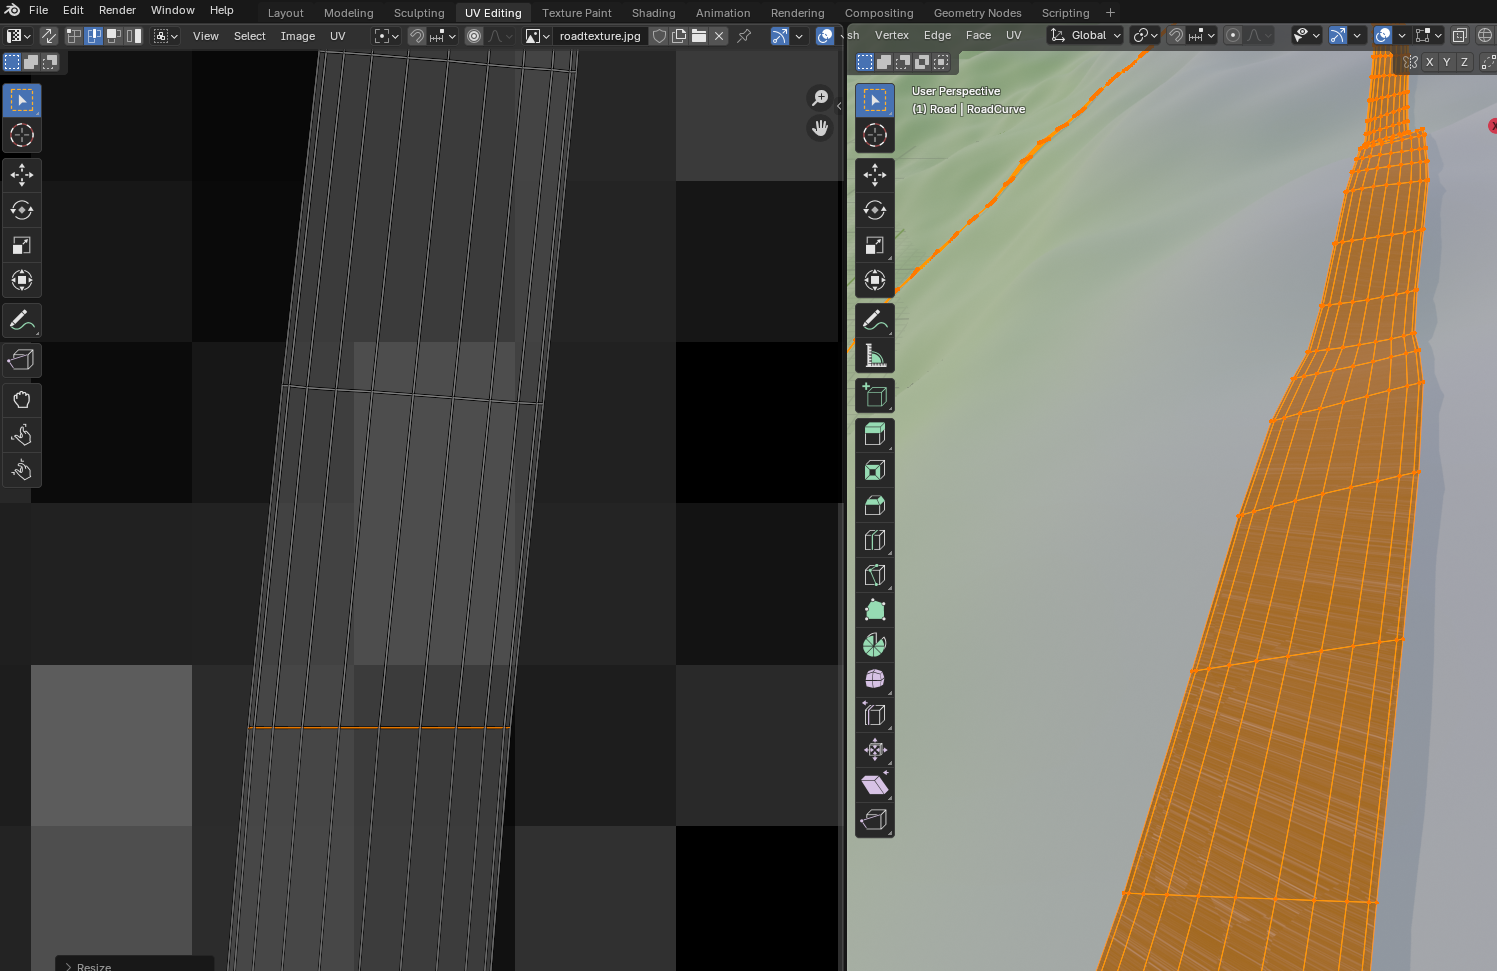 File Edit Render Window Help Layout Modeling Sculpting UV Editing Texture Paint Shading Animation Rendering Compositing Geometry Nodes Scripting +
View Select Image UV roadtexture.jpg sh Vertex Edge Face UV Global
X Y Z
User Perspective
(1) Road | RoadCurve
X
Resize